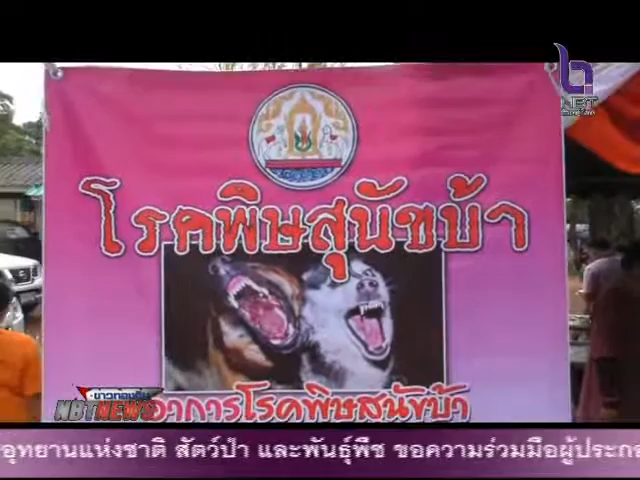 NBT
โรคพิษสุนัขบ้า
อาการโรคพิษสุนัขบ้า
ข่าวท้องถิ่น
NBT NEWS
อุทยานแห่งชาติ สัตว์ป่า และพันธุ์พืช ขอความร่วมมือผู้ประกอ